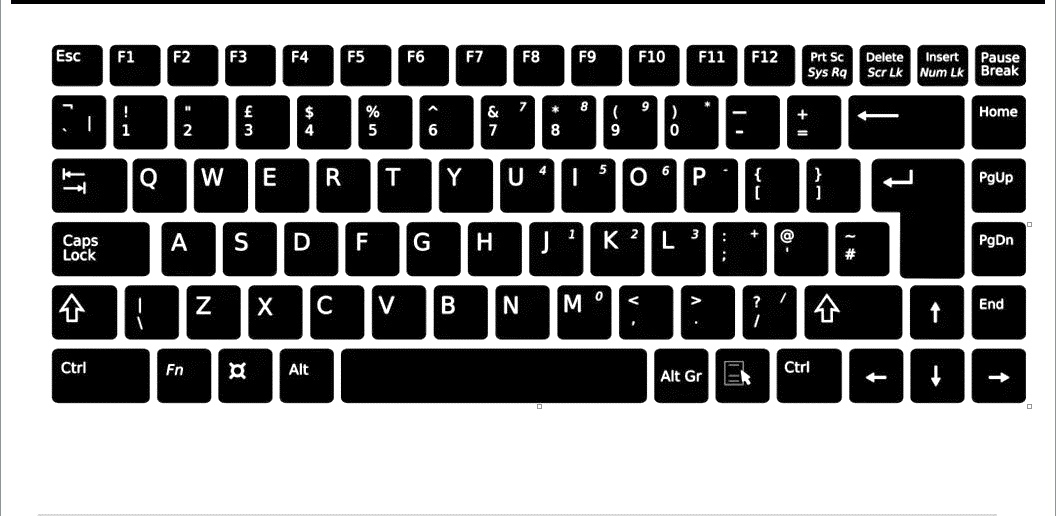 Esc F1 F2 F3 F4 F5 F6 F7 F8 F9 F10 F11 F12 Prt Sc Delete Insert Pause
Sys Rq Scr Lk Num Lk Break
¬ ! " £ $ % ^ & 7 * 8 ( 9 ) * — + Home
` | 1 2 3 4 5 6 7 8 9 0 - =
Q W E R T Y U 4 I 5 O 6 P - { } PgUp
[ ]
Caps A S D F G H J 1 K 2 L 3 : + @ ~ PgDn
Lock ; ' #
| Z X C V B N M 0 < > ? / End
\ , . /
Ctrl Fn Alt Alt Gr Ctrl